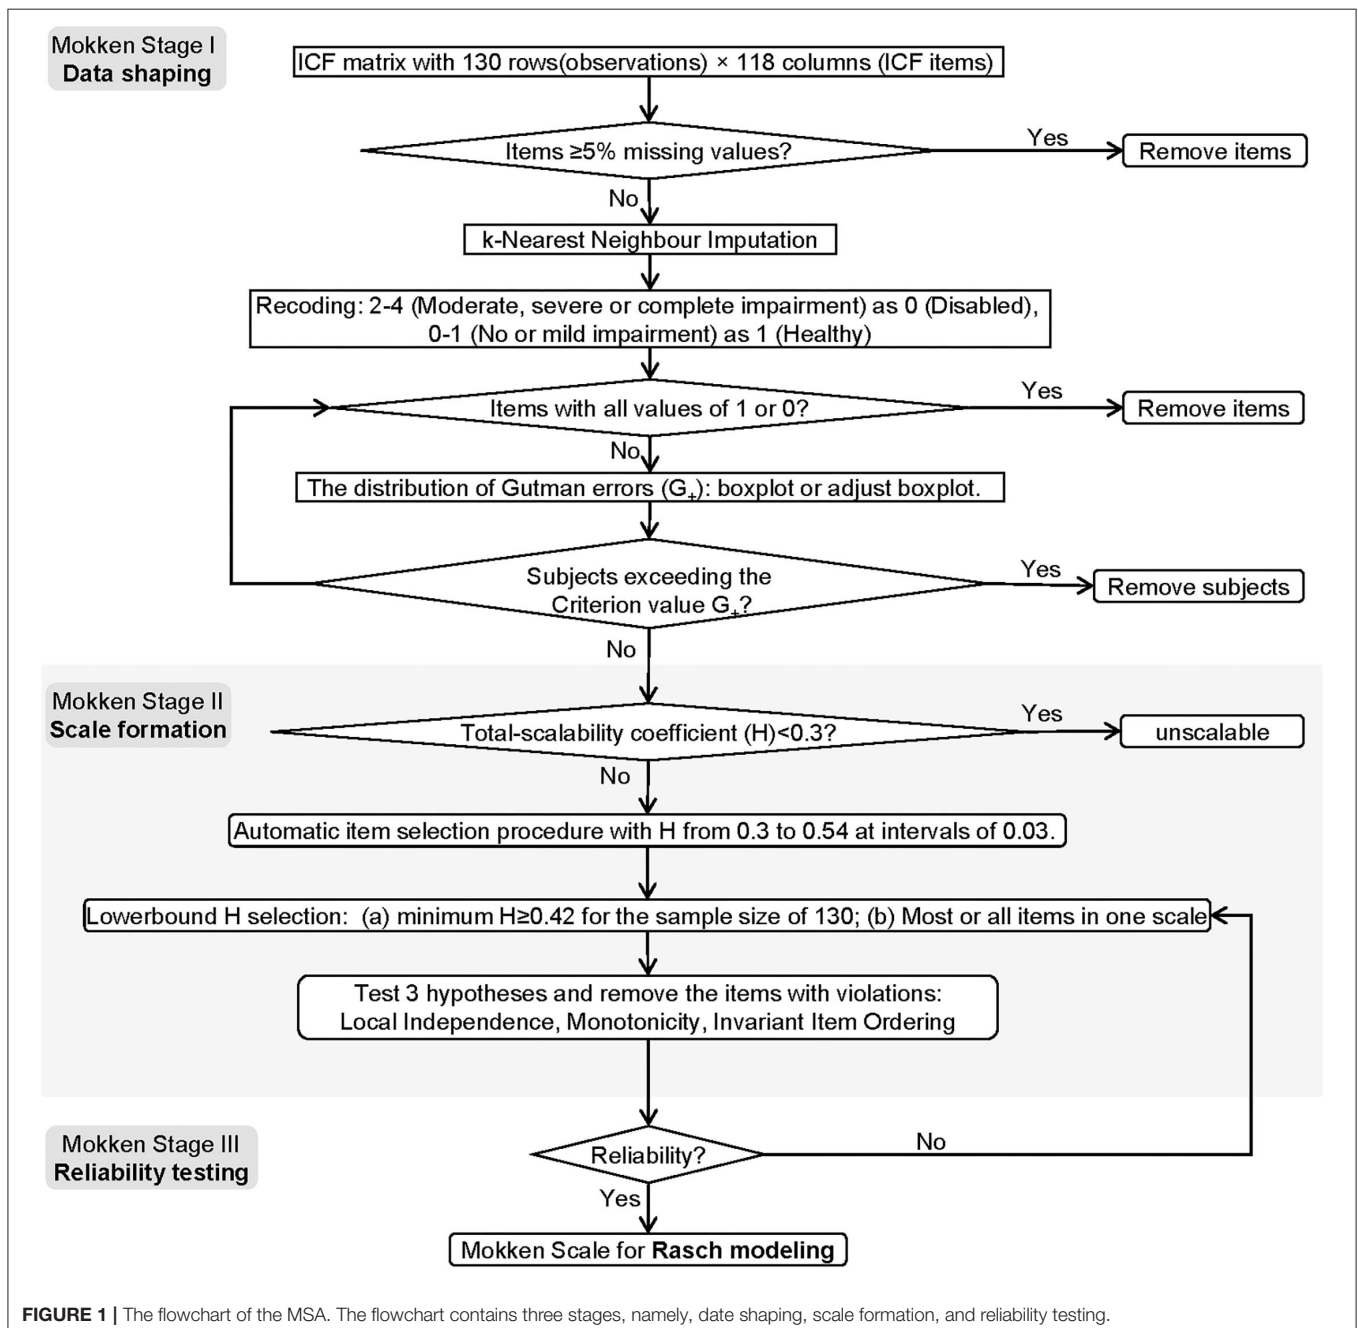 Mokken Stage I
Data shaping
ICF matrix with 130 rows(observations) × 118 columns (ICF items)
Items ≥5% missing values?
Yes
Remove items
No
k-Nearest Neighbour Imputation
Recoding: 2-4 (Moderate, severe or complete impairment) as 0 (Disabled),
0-1 (No or mild impairment) as 1 (Healthy)
Items with all values of 1 or 0?
Yes
Remove items
No
The distribution of Gutman errors (G+): boxplot or adjust boxplot.
Subjects exceeding the
Criterion value G+?
Yes
Remove subjects
No
Mokken Stage II
Scale formation
Total-scalability coefficient (H)<0.3?
Yes
unscalable
No
Automatic item selection procedure with H from 0.3 to 0.54 at intervals of 0.03.
Lowerbound H selection: (a) minimum H≥0.42 for the sample size of 130; (b) Most or all items in one scale
Test 3 hypotheses and remove the items with violations:
Local Independence, Monotonicity, Invariant Item Ordering
Mokken Stage III
Reliability testing
Reliability?
No
Yes
Mokken Scale for Rasch modeling
FIGURE 1 | The flowchart of the MSA. The flowchart contains three stages, namely, date shaping, scale formation, and reliability testing.